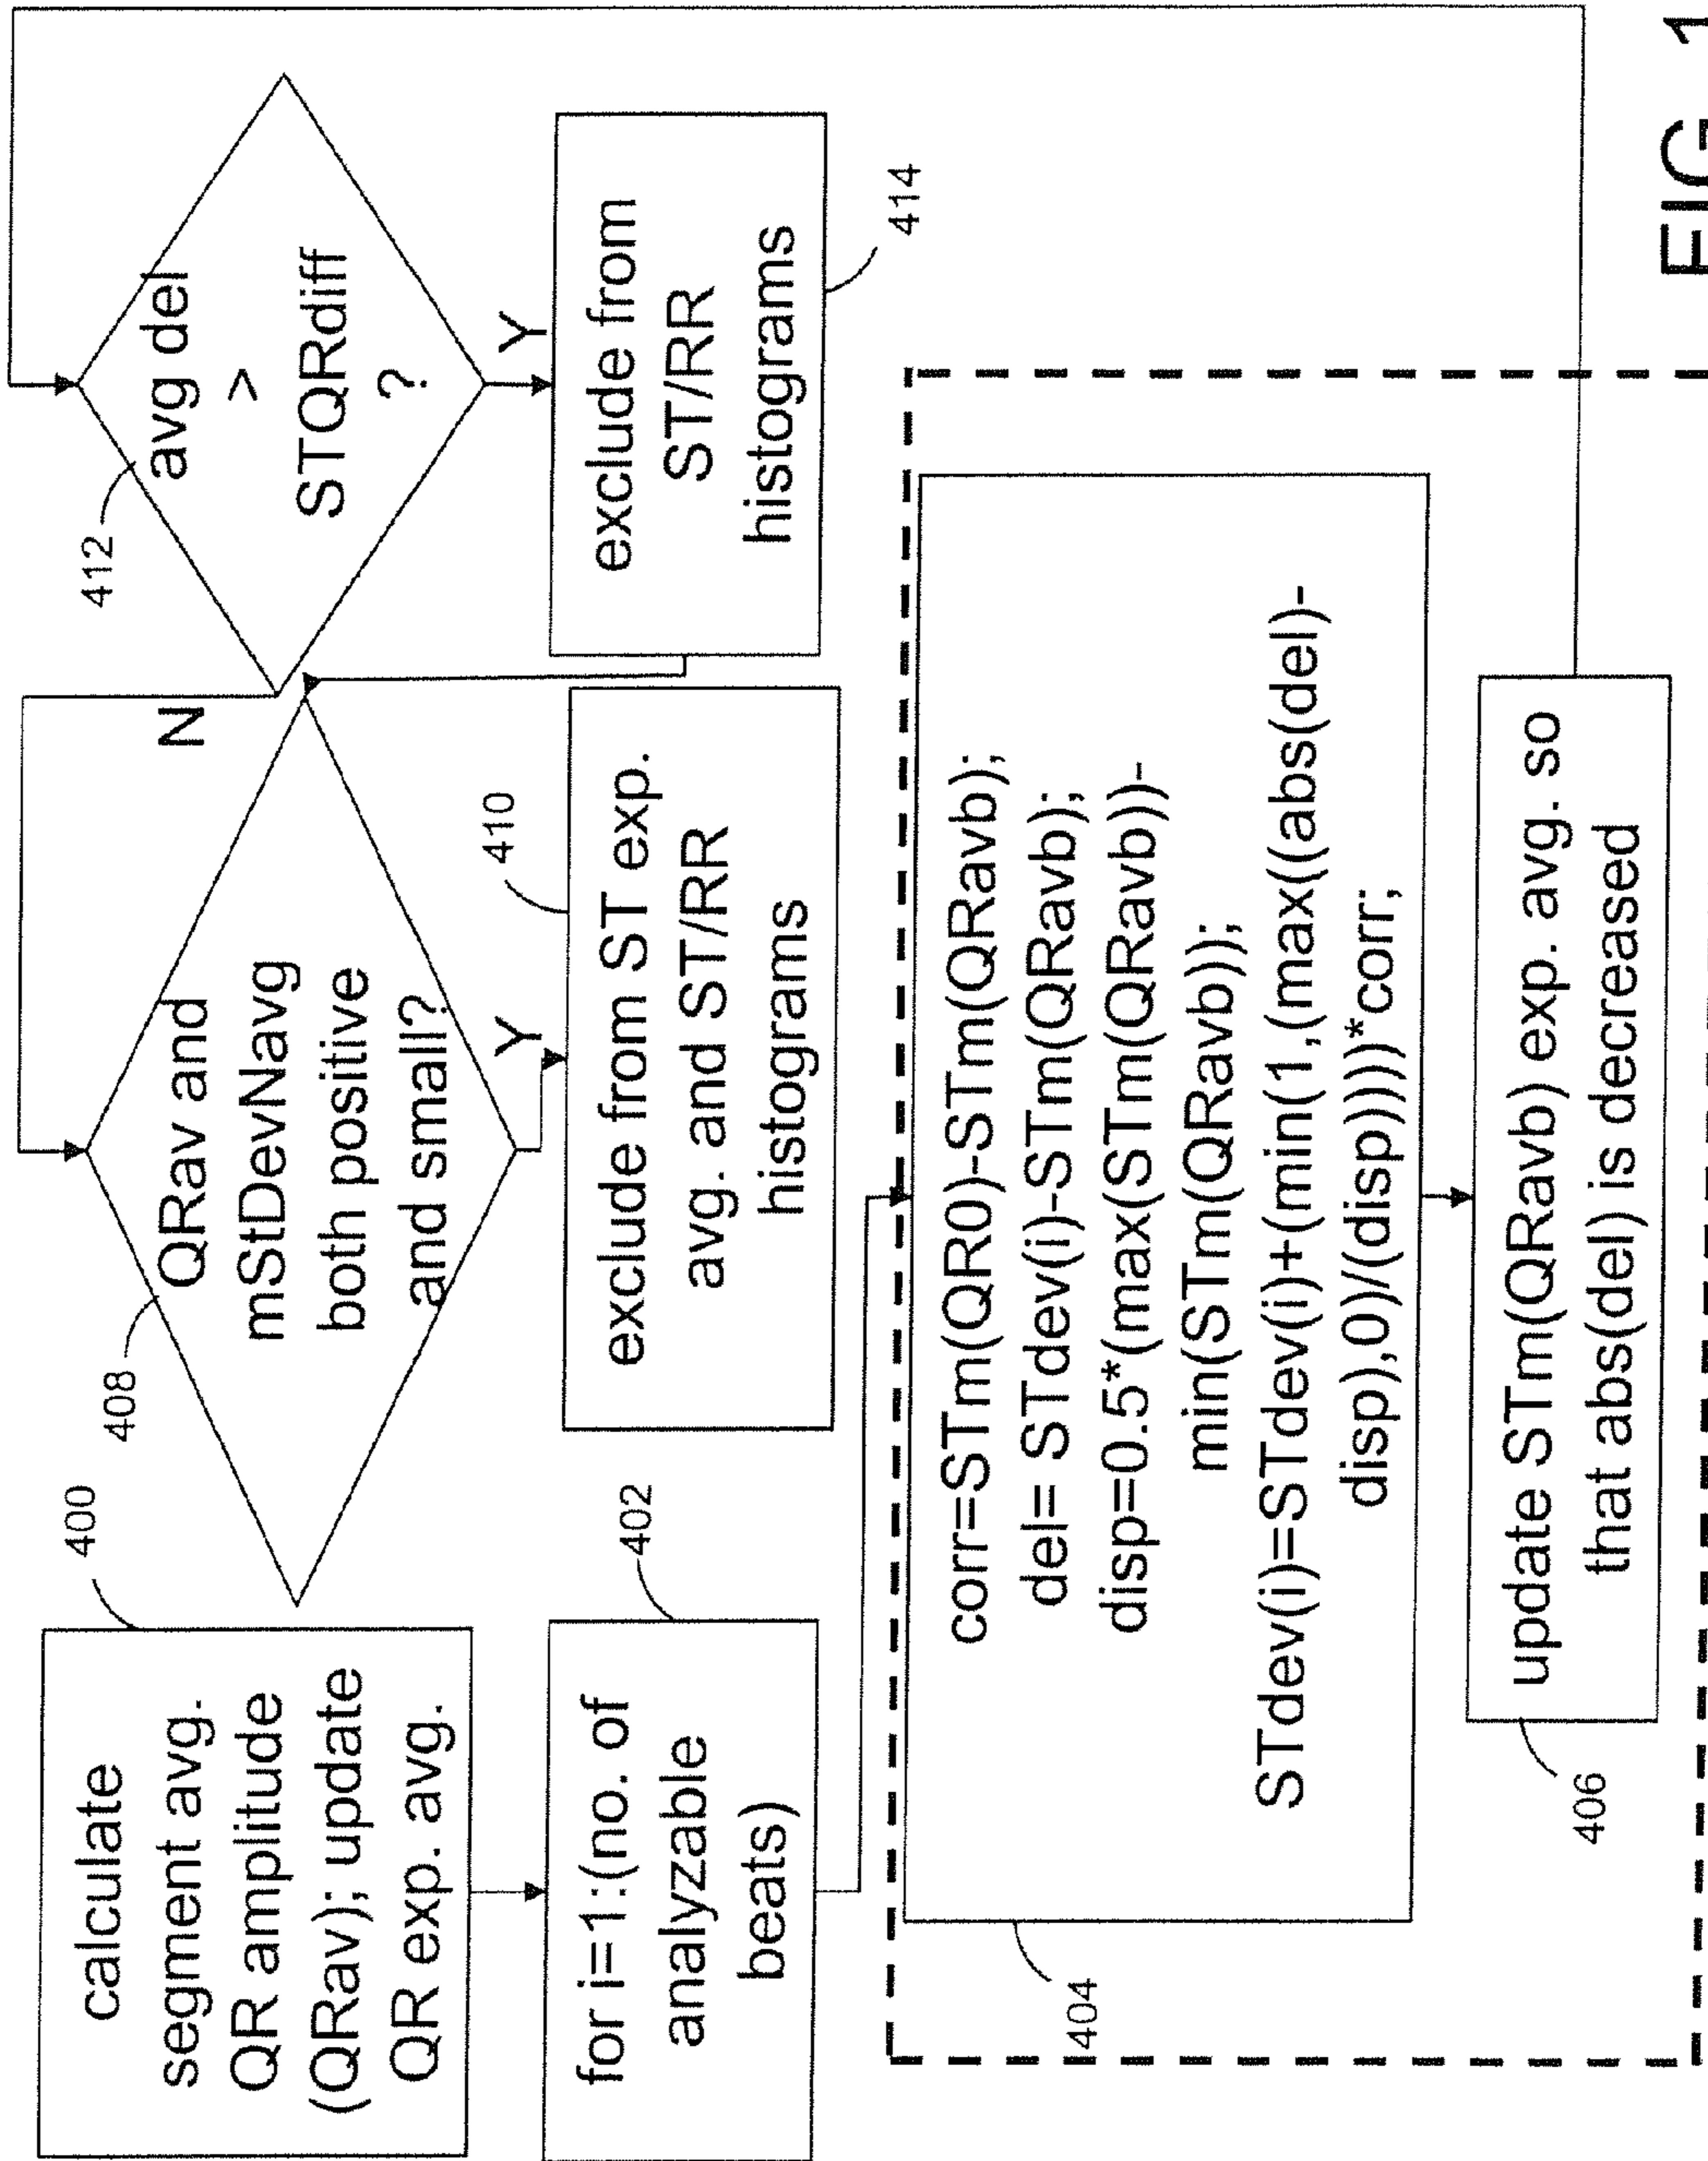 400
calculate
segment avg.
QR amplitude
(QRav); update
QR exp. avg.
402
for i=1:(no. of
analyzable
beats)
404
corr=STm(QR0)-STm(QRavb);
del= STdev(i)-STm(QRavb);
disp=0.5*(max(STm(QRavb))-
min(STm(QRavb));
STdev(i)=STdev(i)+(min(1,(max((abs(del)-
disp),0)/(disp)))))*corr;
406
update STm(QRavb) exp. avg. so
that abs(del) is decreased
408
QRav and
mStDevNavg
both positive
and small?
Y
410
exclude from ST exp.
avg. and ST/RR
histograms
412
avg del
>
STQRdiff
?
N
Y
exclude from
ST/RR
histograms
414
FIG. 1